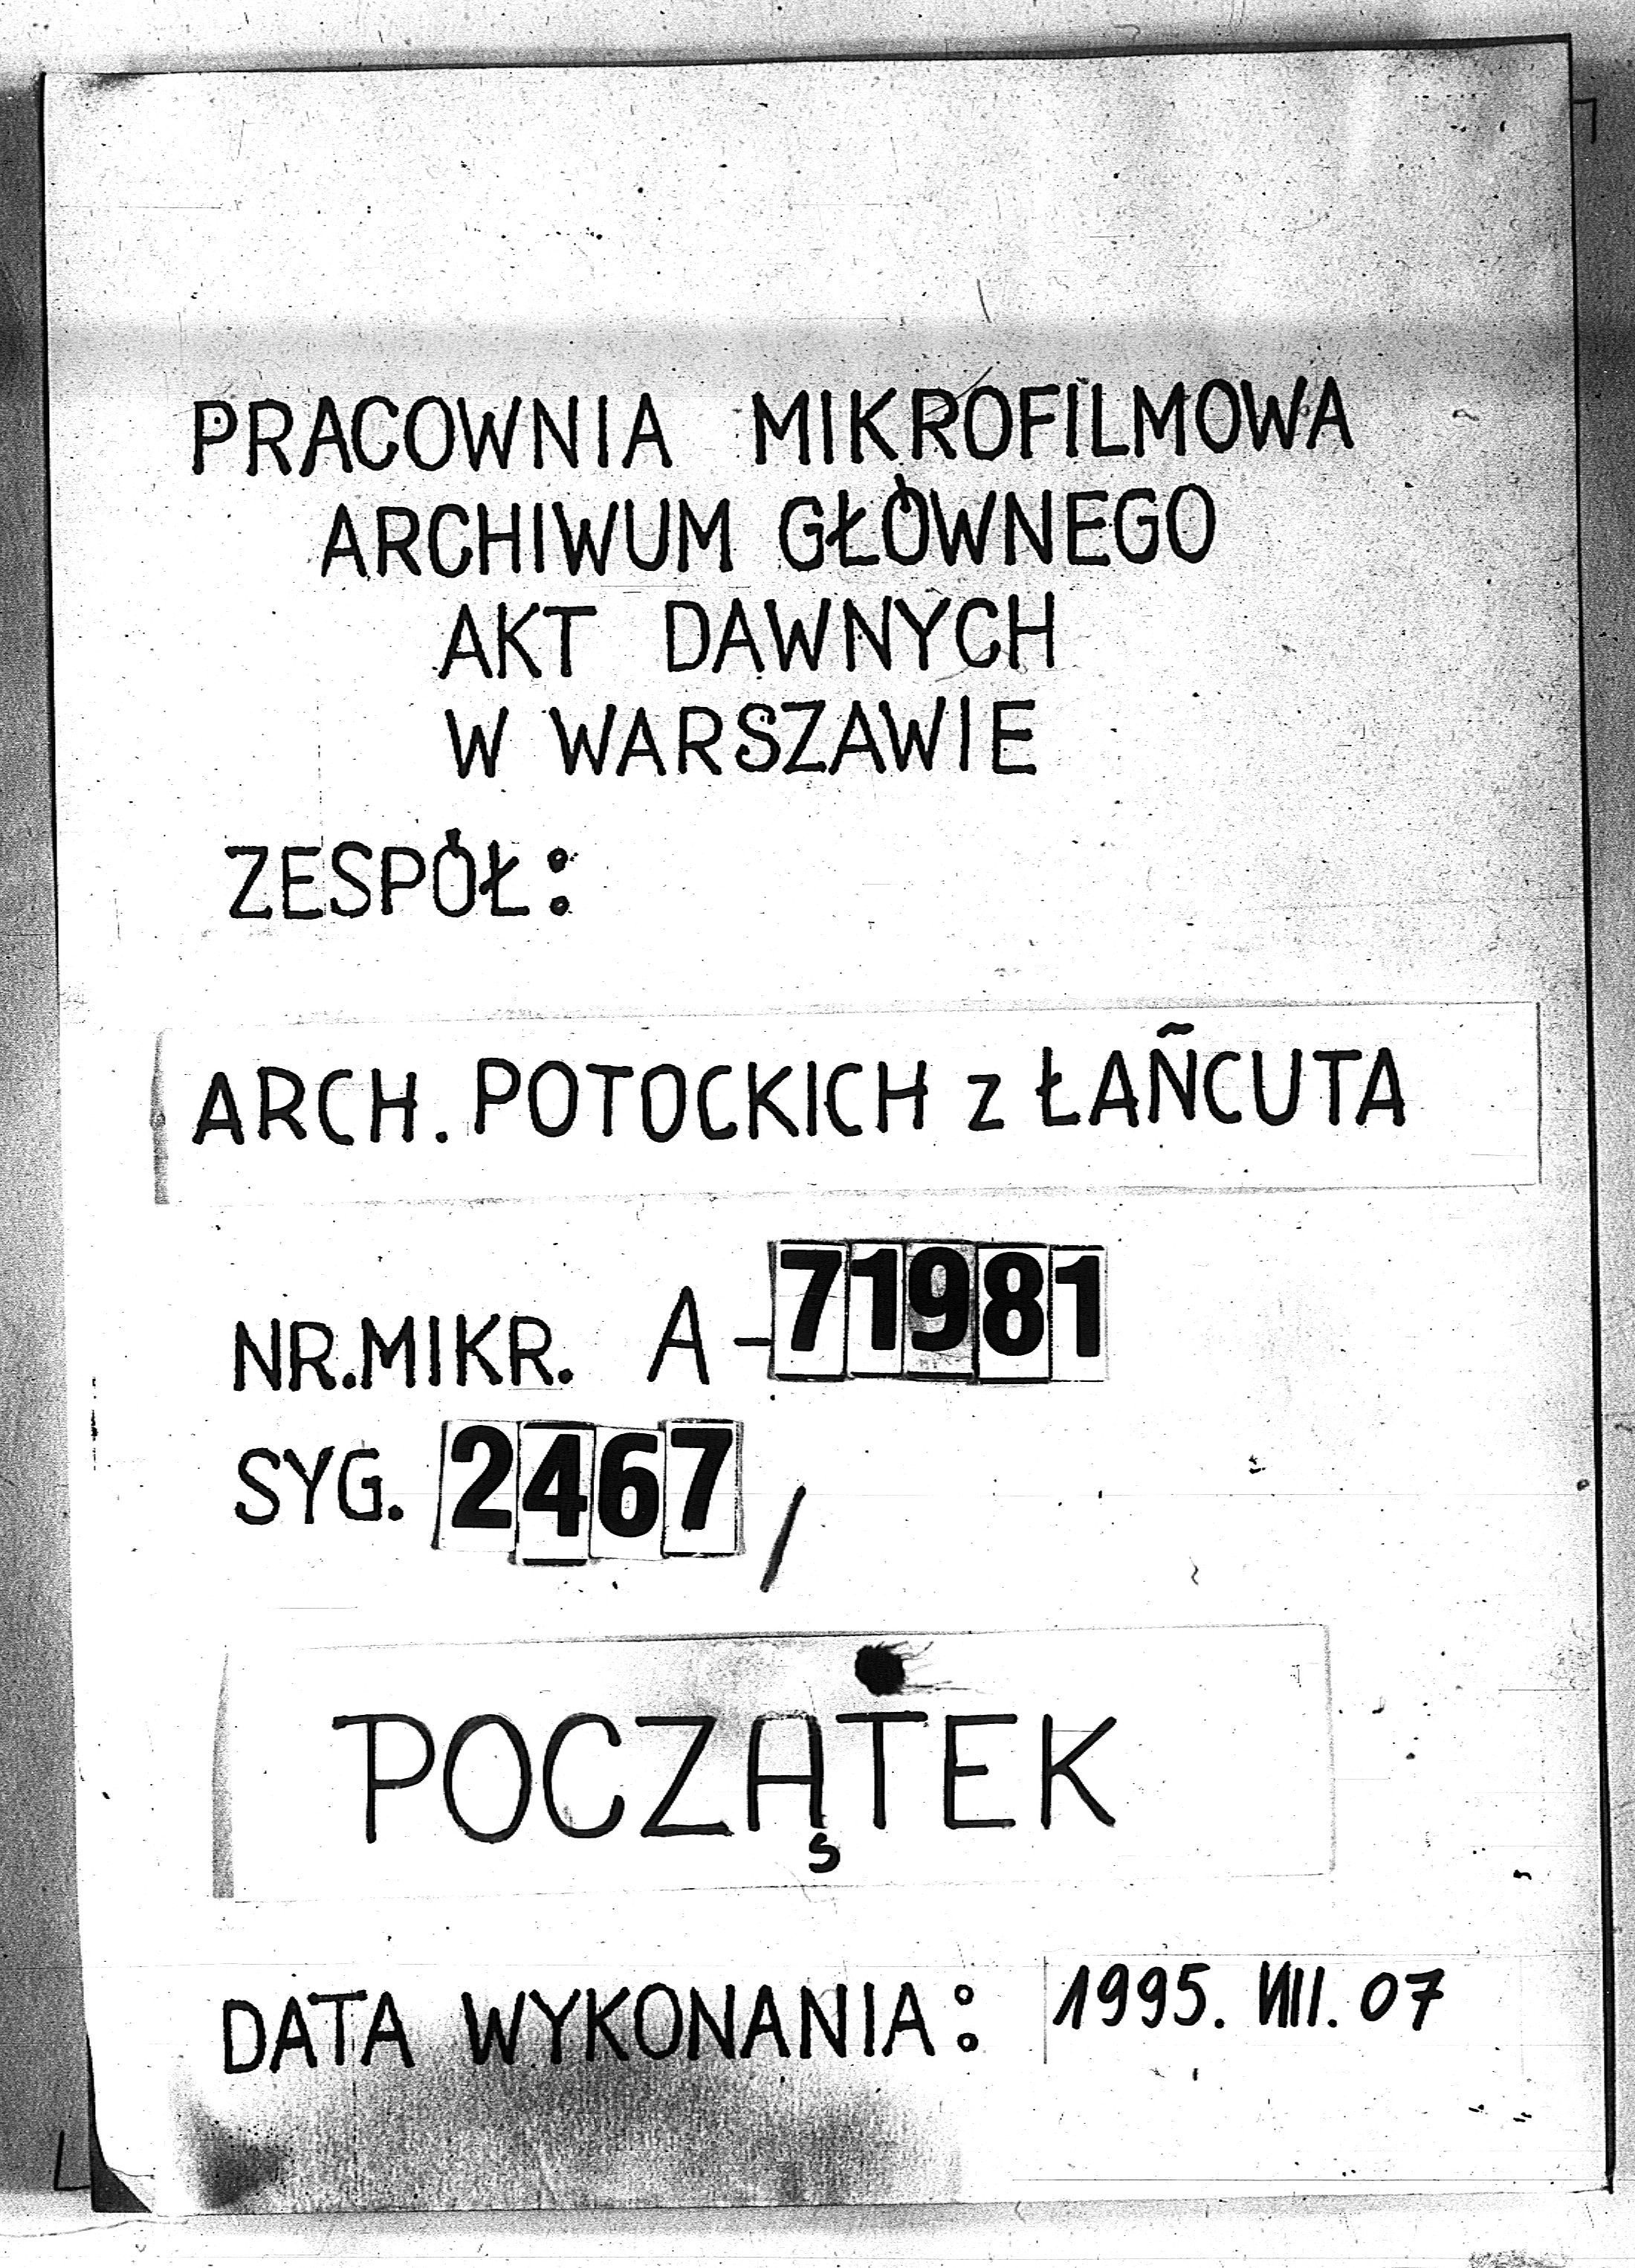 PRACOWNIA MIKROFILMOWA
ARCHIWUM GŁÓWNEGO
AKT DAWNYCH
W WARSZAWIE
ZESPÓŁ:
ARCH. POTOCKICH z ŁAŃCUTA
NR.MIKR. A-71981
SYG. 2467/
POCZĄTEK
DATA WYKONANIA: 1995. VIII. 07